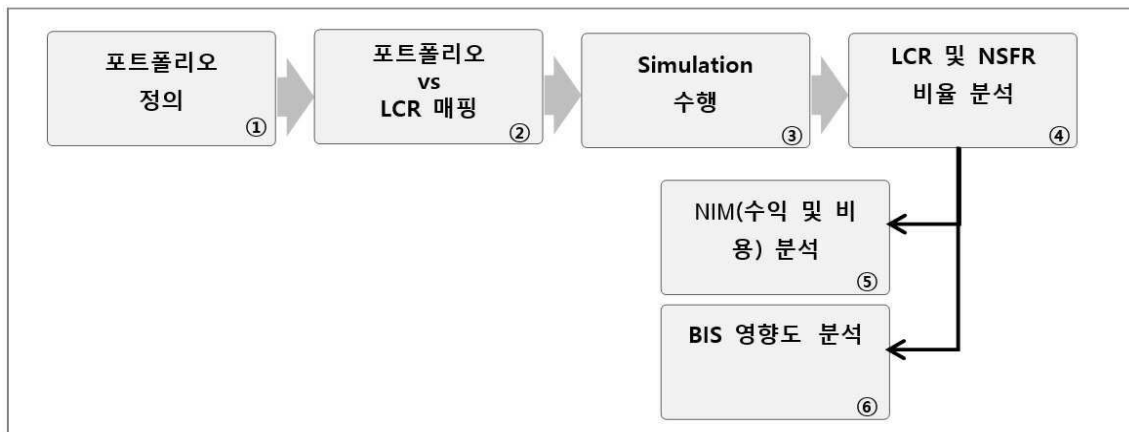 포트폴리오
정의
①
포트폴리오
vs
LCR 매핑
②
Simulation
수행
③
LCR 및 NSFR
비율 분석
④
NIM(수익 및 비
용) 분석
⑤
BIS 영향도 분석
⑥